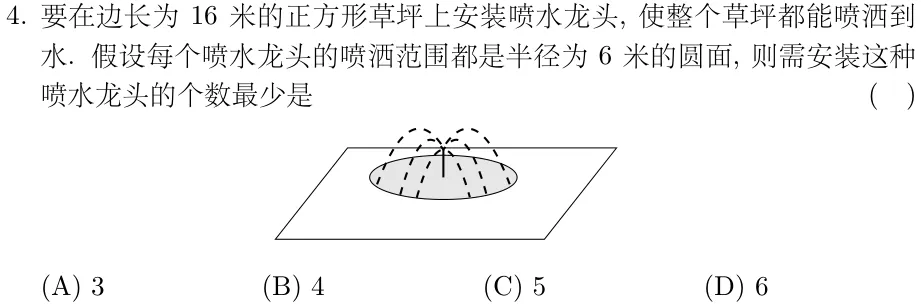 4. 要在边长为 16 米的正方形草坪上安装喷水龙头, 使整个草坪都能喷洒到
水. 假设每个喷水龙头的喷洒范围都是半径为 6 米的圆面, 则需安装这种
喷水龙头的个数最少是 ( )
(A) 3 (B) 4 (C) 5 (D) 6